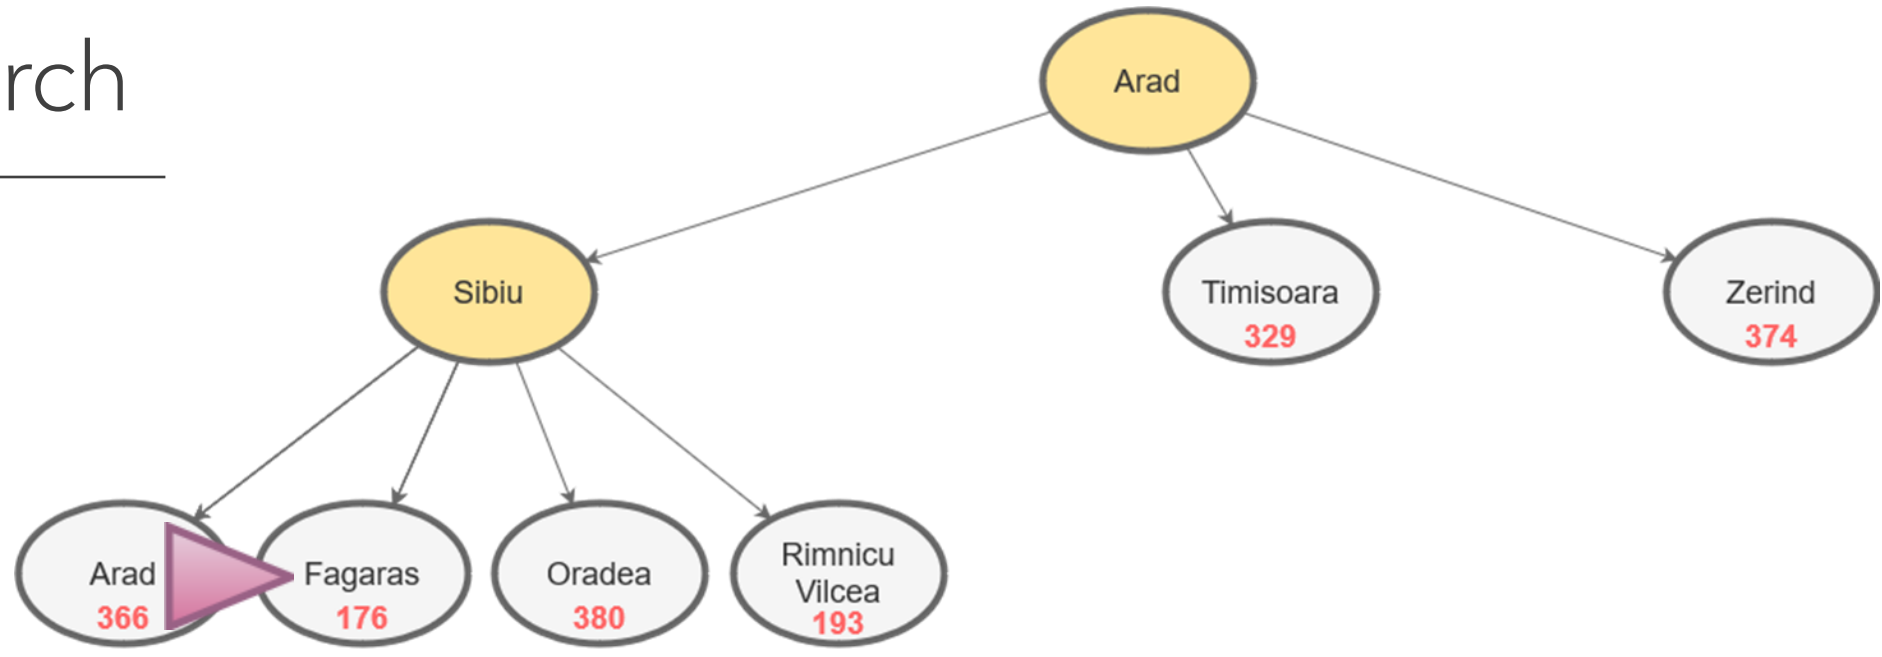 rch
Arad
Sibiu
Timisoara
329
Zerind
374
Arad
366
Fagaras
176
Oradea
380
Rimnicu
Vilcea
193